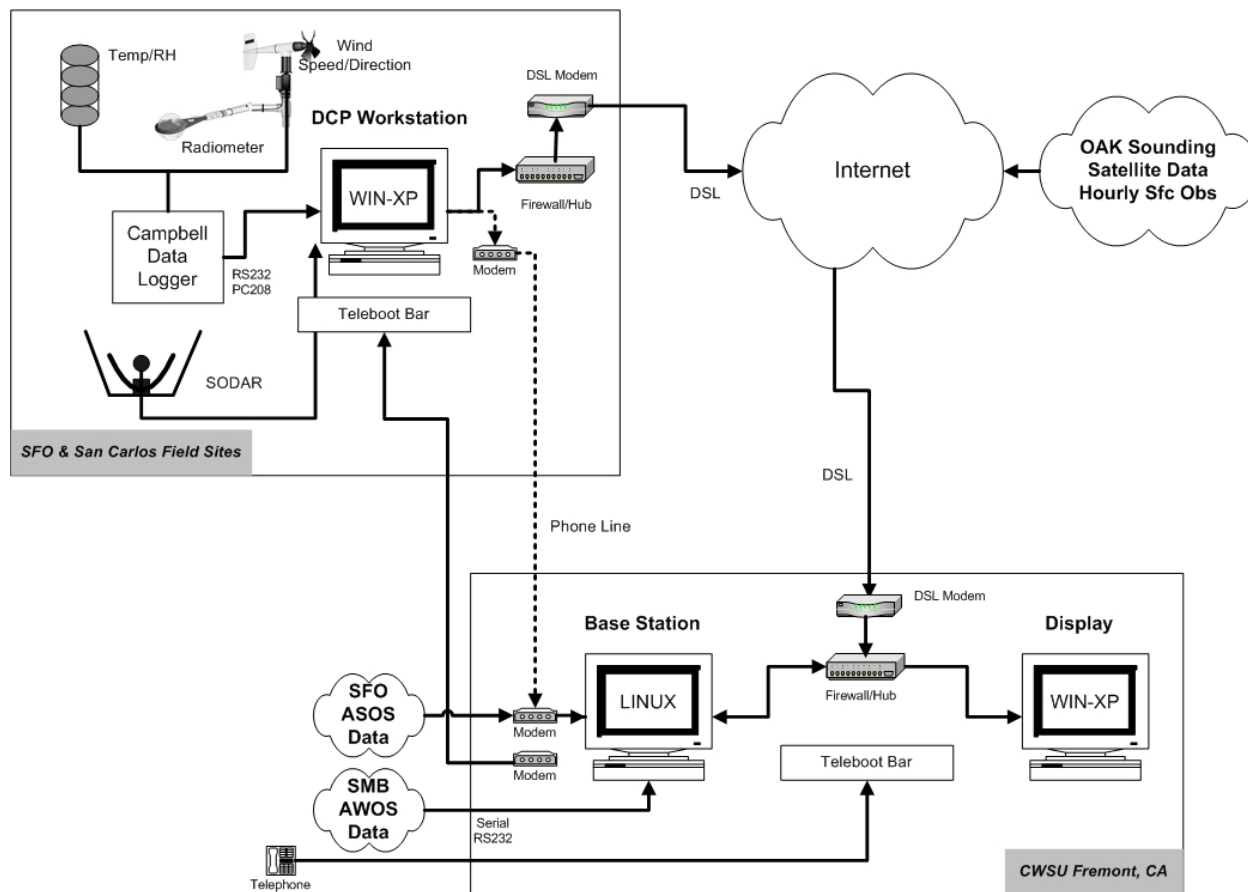 Temp/RH
Wind
Speed/Direction
Radiometer
DCP Workstation
WIN-XP
DSL Modem
Firewall/Hub
Modem
Campbell
Data
Logger
RS232
PC208
Teleboot Bar
SODAR
SFO & San Carlos Field Sites
DSL
Internet
OAK Sounding
Satellite Data
Hourly Sfc Obs
DSL
Phone Line
DSL Modem
Base Station
Display
LINUX
Firewall/Hub
WIN-XP
SFO
ASOS
Data
Modem
Modem
Teleboot Bar
SMB
AWOS
Data
Serial
RS232
Telephone
CWSU Fremont, CA